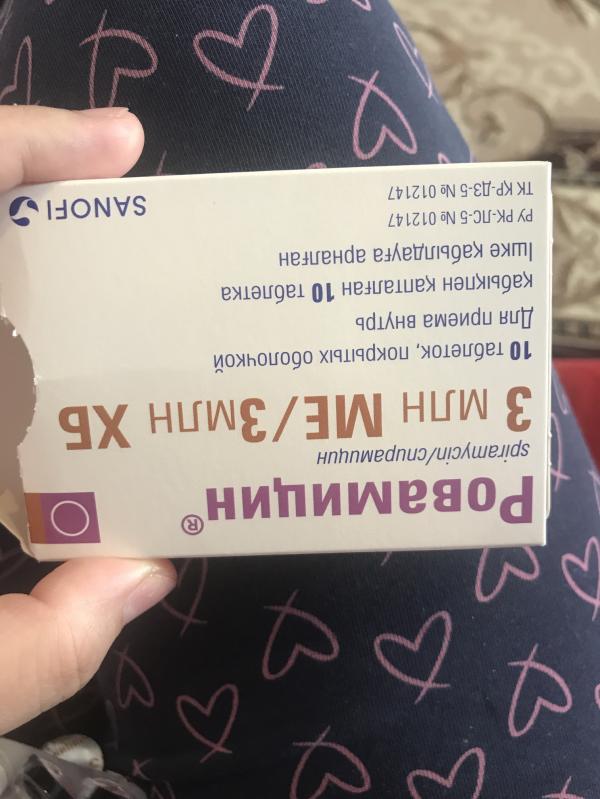 Ровамицин®
spiramycin/спирамицин
3 млн МЕ/3млн ХБ
10 таблеток, покрытых оболочкой
Для приема внутрь
Қабықпен қапталған 10 таблетка
Ішке қабылдауға арналған
РУ РК-ЛС-5 № 012147
ТК ҚР-ДЗ-5 № 012147
SANOFI